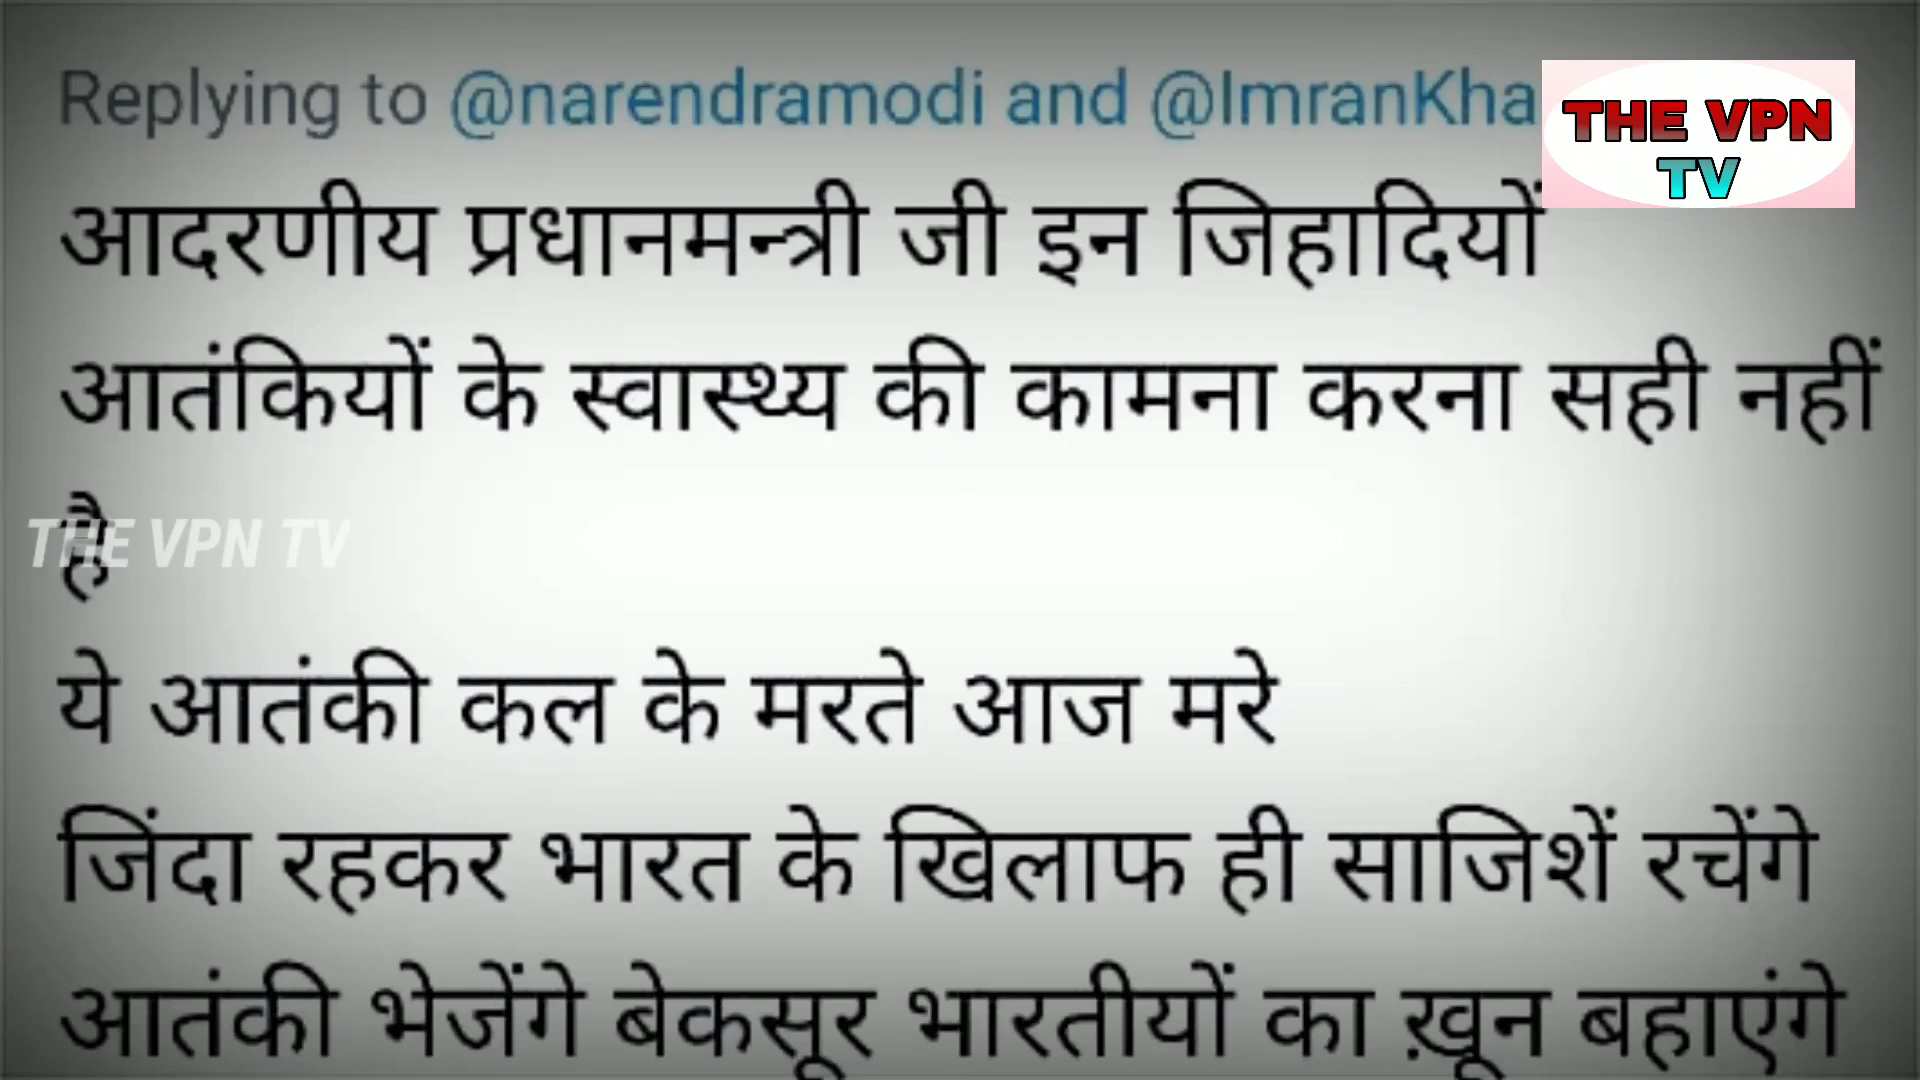 Replying to @narendramodi and @ImranKha
THE VPN
TV
आदरणीय प्रधानमन्त्री जी इन जिहादियों
आतंकियों के स्वास्थ्य की कामना करना सही नहीं
है
THE VPN TV
ये आतंकी कल के मरते आज मरे
जिंदा रहकर भारत के खिलाफ ही साजिशें रचेंगे
आतंकी भेजेंगे बेकसूर भारतीयों का ख़ून बहाएंगे